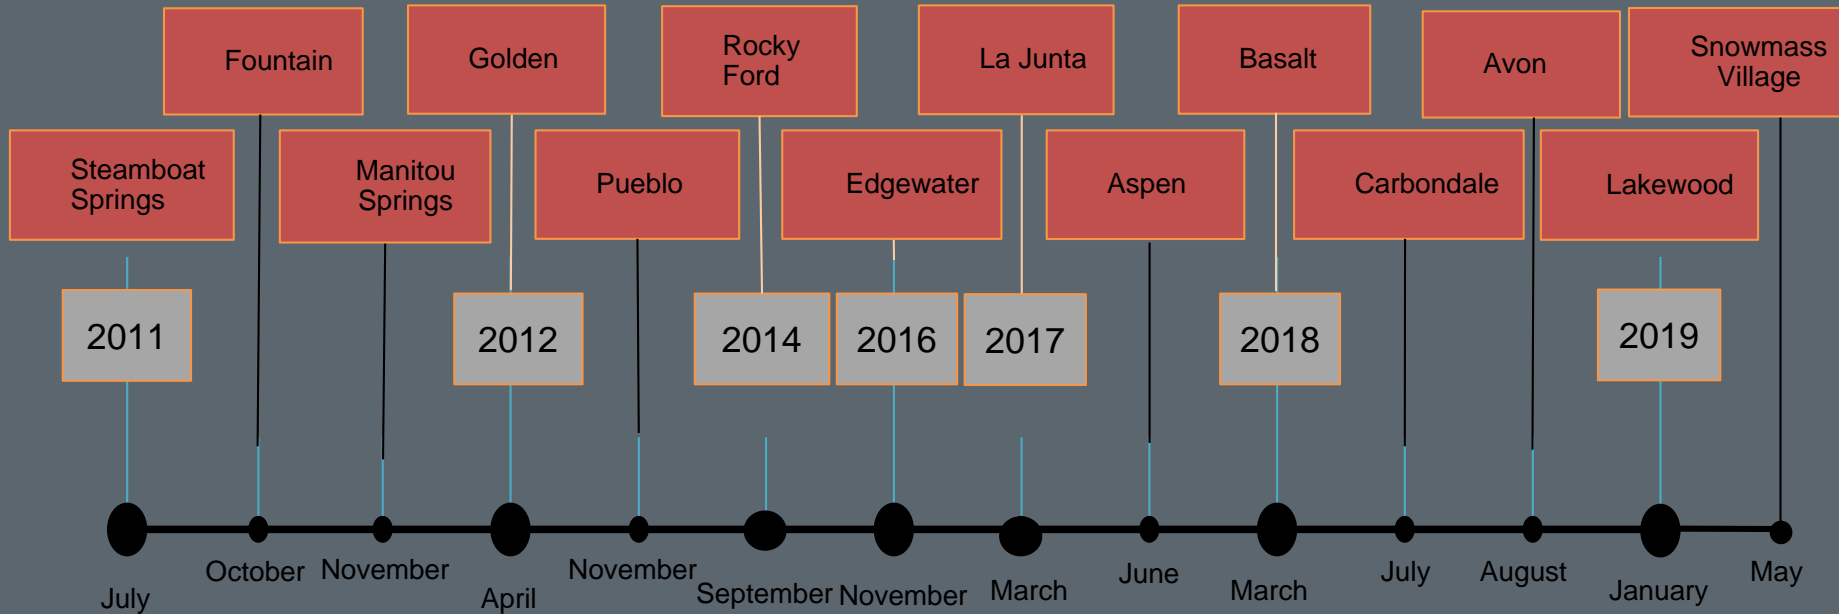 Fountain
Golden
Rocky
Ford
La Junta
Basalt
Avon
Snowmass
Village
Steamboat
Springs
Manitou
Springs
Pueblo
Edgewater
Aspen
Carbondale
Lakewood
2011
2012
2014
2016
2017
2018
2019
July
October
November
April
November
September
November
March
June
March
July
August
January
May